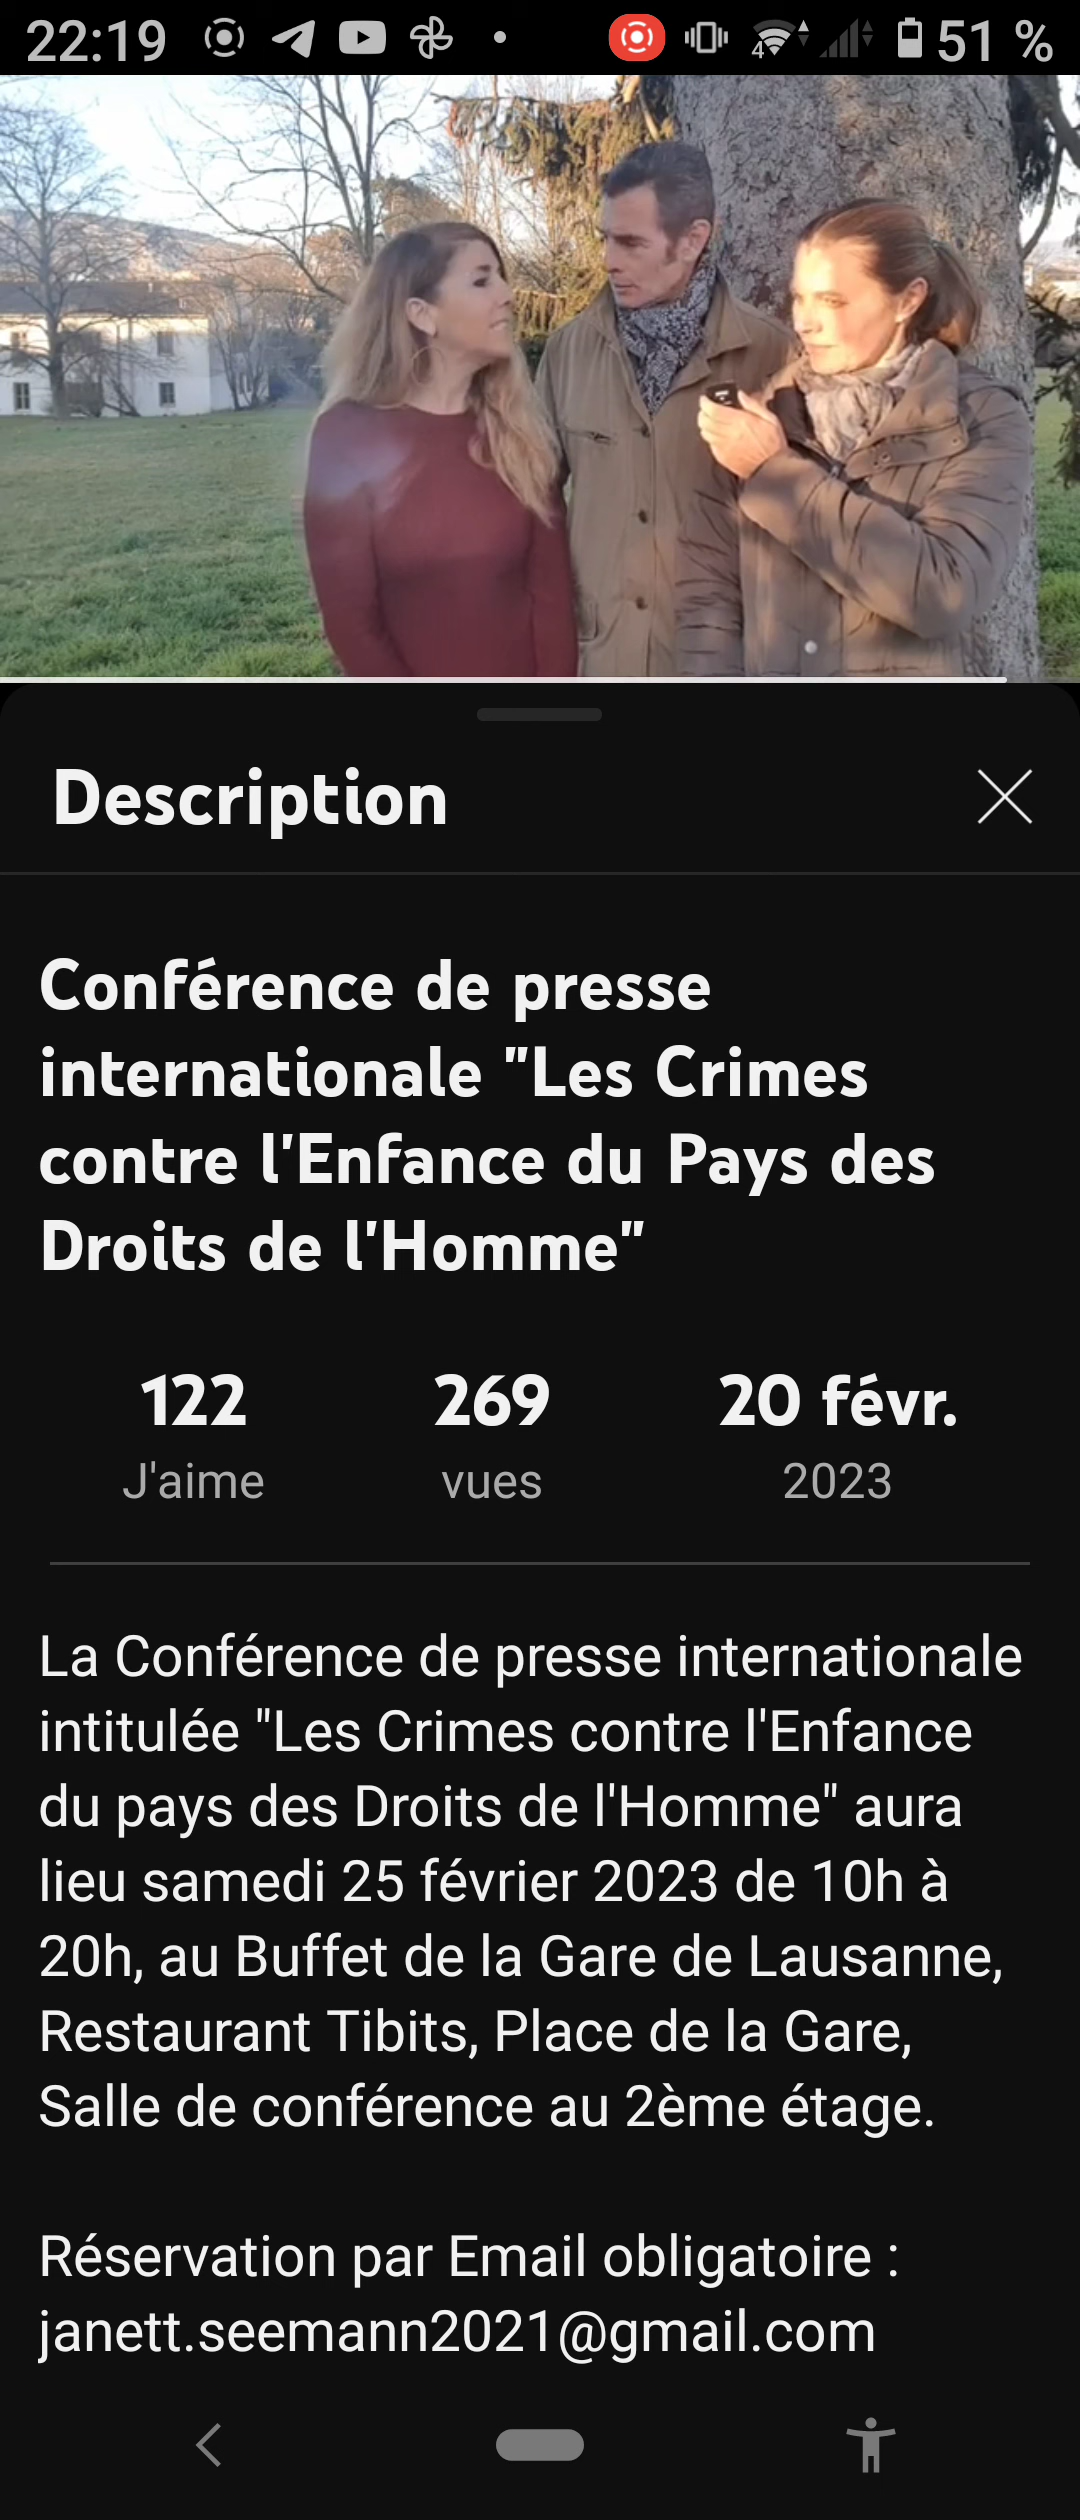 22:19
4
51 %
Description
Conférence de presse
internationale "Les Crimes
contre l'Enfance du Pays des
Droits de l'Homme"
122 269 20 févr.
J'aime vues 2023
La Conférence de presse internationale
intitulée "Les Crimes contre l'Enfance
du pays des Droits de l'Homme" aura
lieu samedi 25 février 2023 de 10h à
20h, au Buffet de la Gare de Lausanne,
Restaurant Tibits, Place de la Gare,
Salle de conférence au 2ème étage.
Réservation par Email obligatoire :
janett.seemann2021@gmail.com